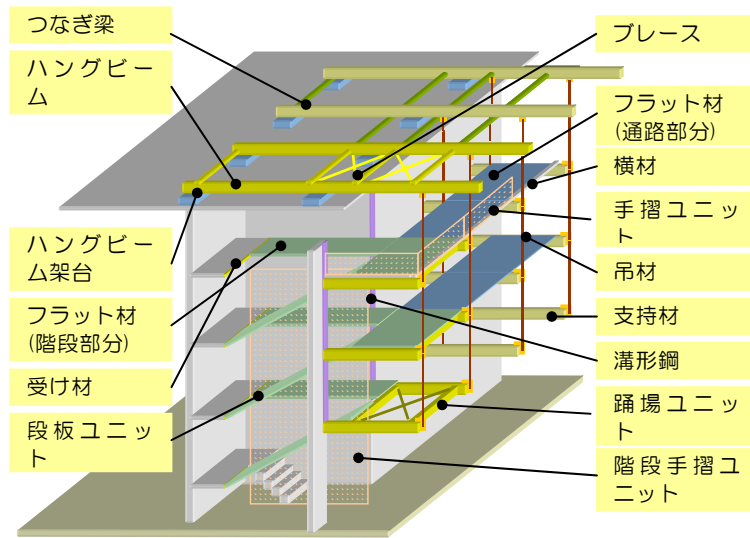 つなぎ梁
ハングビー
ム
ハングビー
ム架台
フラット材
(階段部分)
受け材
段板ユニッ
ト
ブレース
フラット材
(通路部分)
横材
手摺ユニッ
ト
吊材
支持材
溝形鋼
踊場ユニッ
ト
階段手摺ユ
ニット